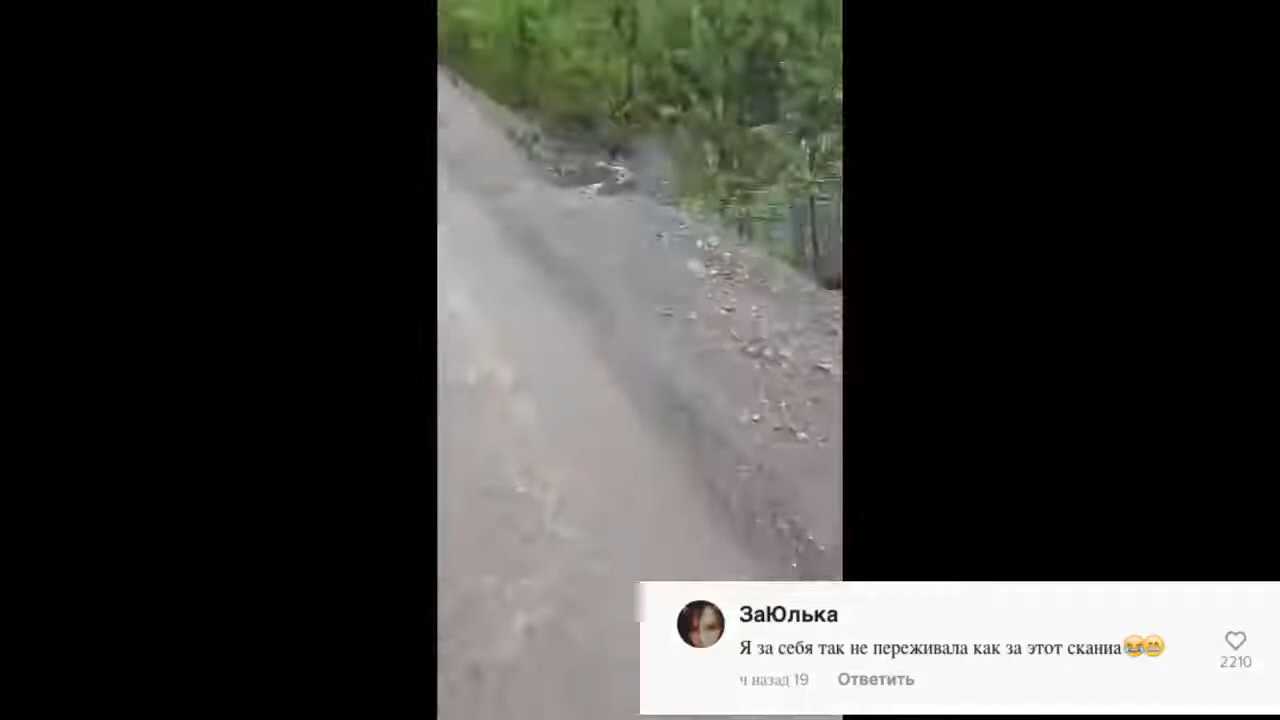 ЗаЮлька
Я за себя так не переживала как за этот скания😂😁
ч назад 19 Ответить
2210